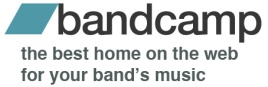 bandcamp
the best home on the web
for your band's music